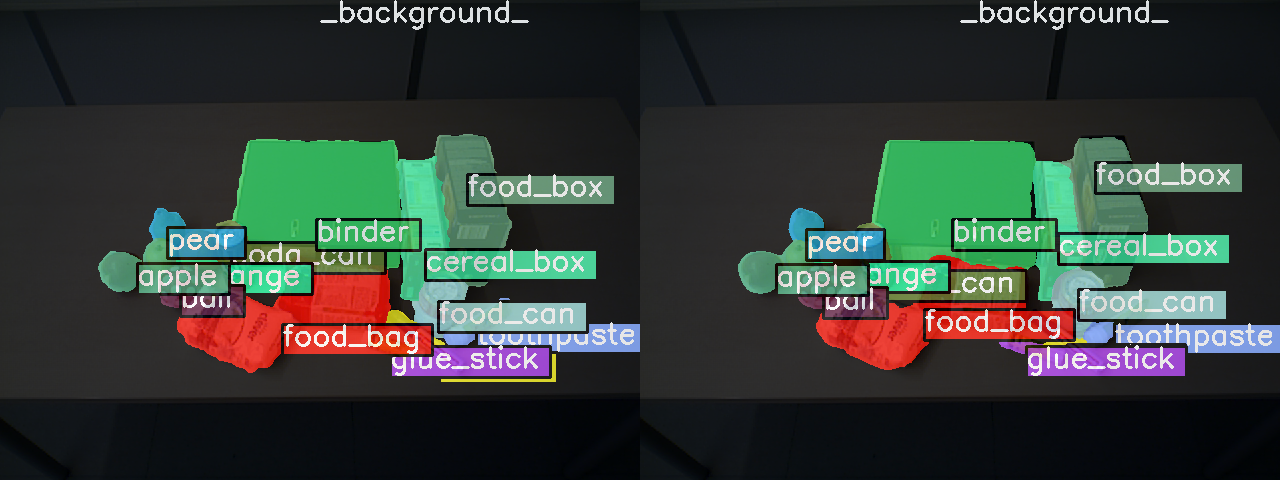 _background_
_background_
food_box
food_box
binder
binder
pear
pear
cereal_box
cereal_box
soda_can
_can
apple
ange
apple
ange
ball
ball
food_can
food_can
food_bag
food_bag
toothpaste
toothpaste
glue_stick
glue_stick